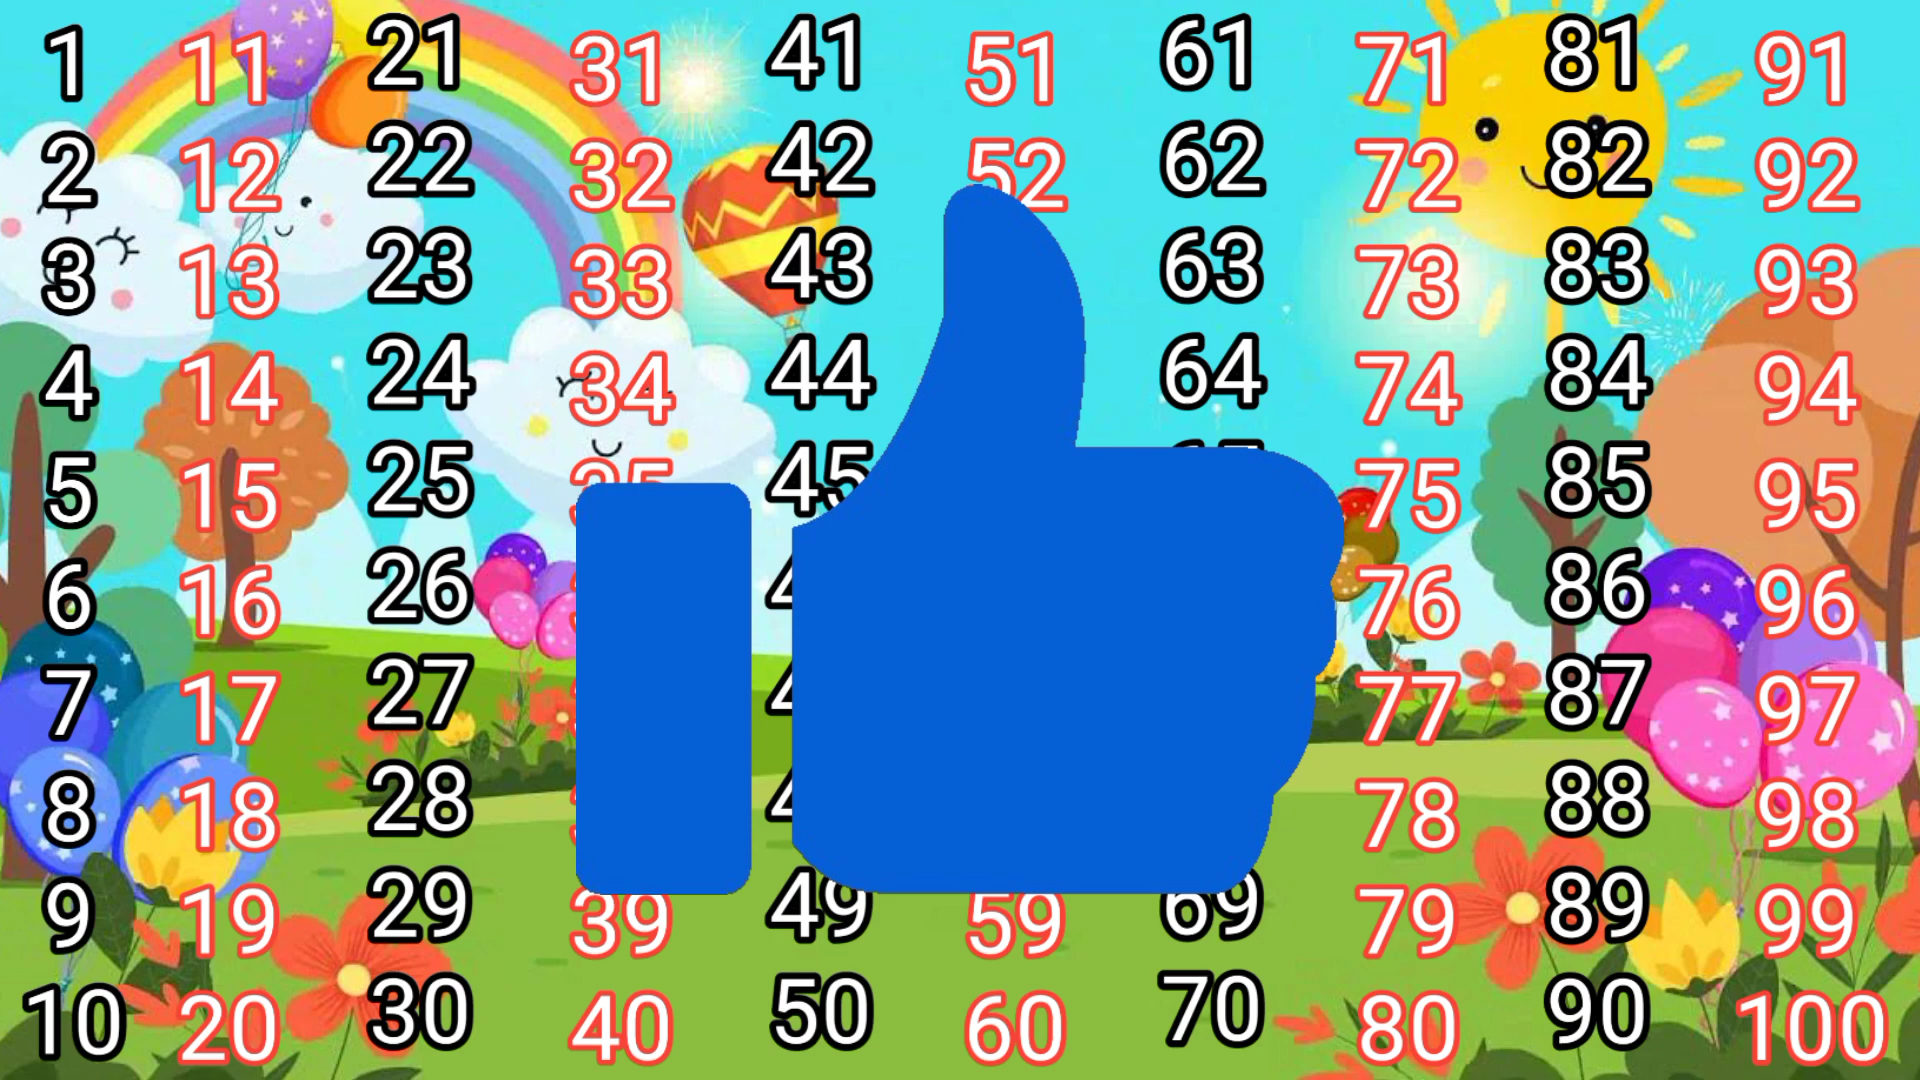 1 11 21 31 41 51 61 71 81 91
2 12 22 32 42 52 62 72 82 92
3 13 23 33 43 63 73 83 93
4 14 24 34 44 64 74 84 94
5 15 25 35 45 75 85 95
6 16 26 76 86 96
7 17 27 77 87 97
8 18 28 78 88 98
9 19 29 39 49 59 69 79 89 99
10 20 30 40 50 60 70 80 90 100